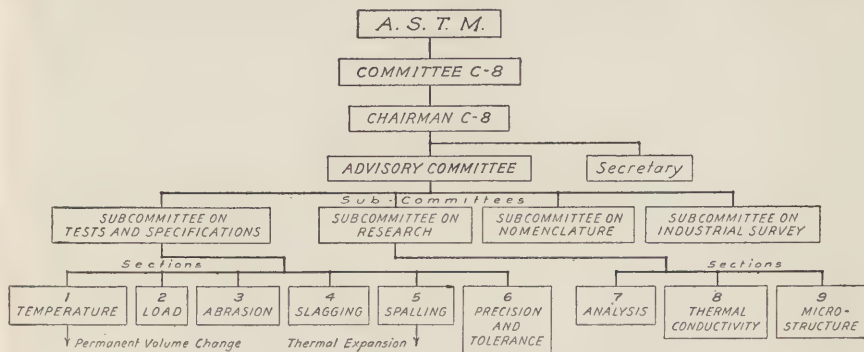 A. S. T. M.
COMMITTEE C-8
CHAIRMAN C-8
ADVISORY COMMITTEE
Secretary
Sub-Committees
SUBCOMMITTEE ON
TESTS AND SPECIFICATIONS
SUBCOMMITTEE ON
RESEARCH
SUBCOMMITTEE ON
NOMENCLATURE
SUBCOMMITTEE ON
INDUSTRIAL SURVEY
Sections
Sections
1
TEMPERATURE
2
LOAD
3
ABRASION
4
SLAGGING
5
SPALLING
6
PRECISION
AND
TOLERANCE
7
ANALYSIS
8
THERMAL
CONDUCTIVITY
9
MICRO-
STRUCTURE
Permanent Volume Change
Thermal Expansion